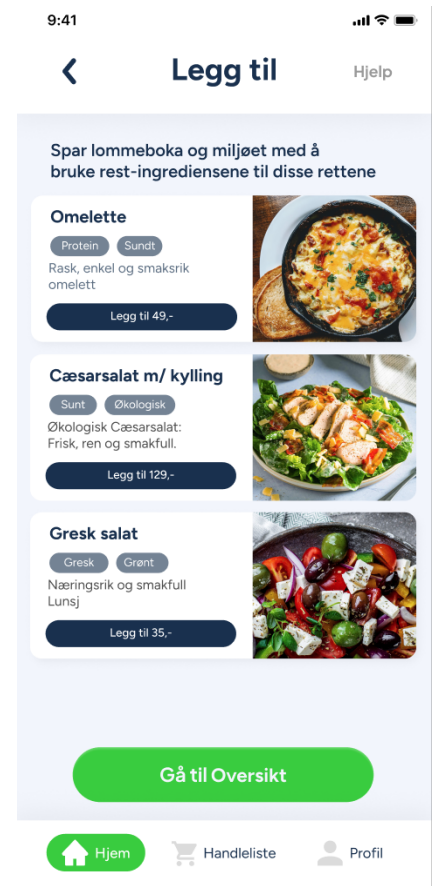 9:41
Legg til
Hjelp
Spar lommeboka og miljøet med å
bruke rest-ingrediensene til disse rettene
Omelette
Protein
Sundt
Rask, enkel og smaksrik
omelett
Legg til 49,-
Cæsarsalat m/ kylling
Sunt
Økologisk
Økologisk Cæsarsalat:
Frisk, ren og smakfull.
Legg til 129,-
Gresk salat
Gresk
Grønt
Næringsrik og smakfull
Lunsj
Legg til 35,-
Gå til Oversikt
Hjem
Handleliste
Profil